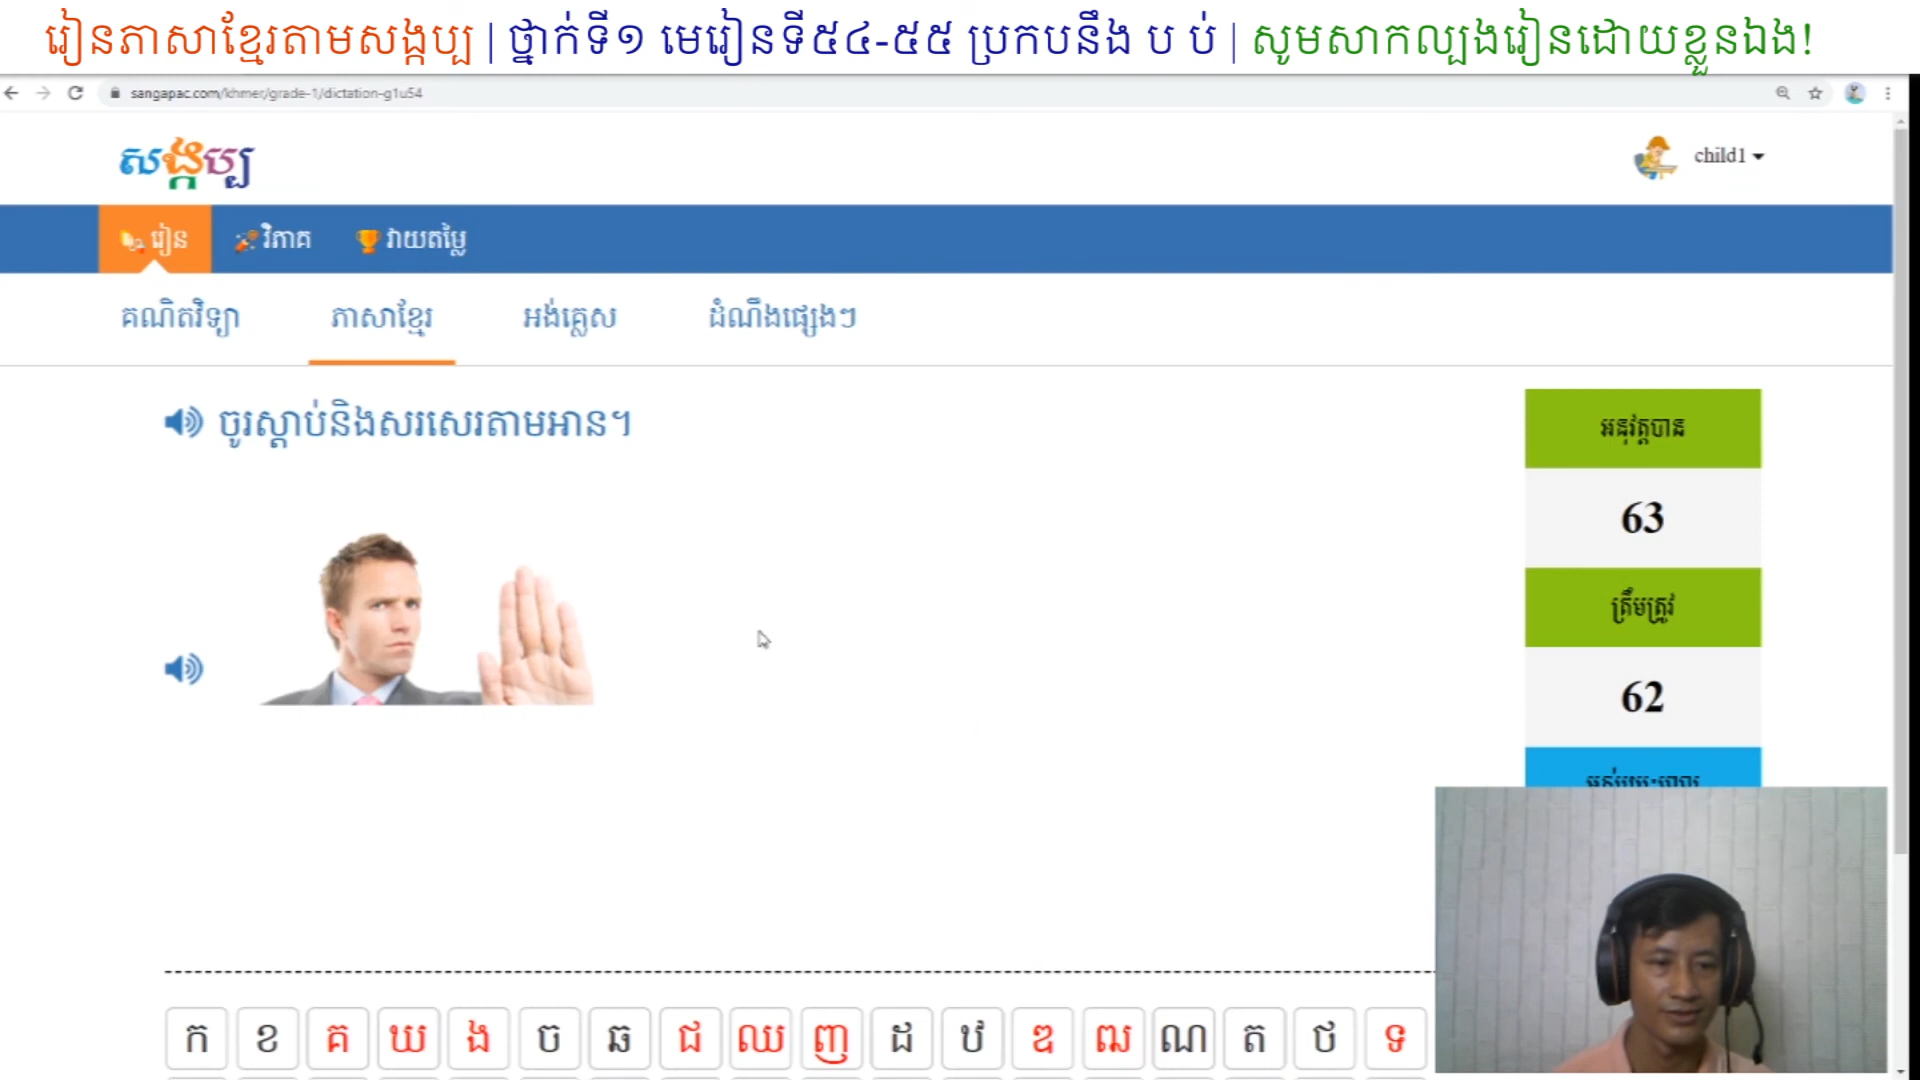 រៀនភាសាខ្មែរតាមសង្កប្ប | ថ្នាក់ទី១ មេរៀនទី៥៤-៥៥ ប្រកបនឹង ប ប់ | សូមសាកល្បងរៀនដោយខ្លួនឯង!
sangapac.com/khmer/grade-1/dictation-g1u54
សង្កប្ប
child1
រៀន វិភាគ វាយតម្លៃ
គណិតវិទ្យា ភាសាខ្មែរ អង់គ្លេស ដំណឹងផ្សេងៗ
ចូរស្ដាប់និងសរសេរតាមអាន។
អនុវត្តបាន
63
ត្រឹមត្រូវ
62
ក ខ គ ឃ ង ច ឆ ជ ឈ ញ ដ ឋ ឌ ឍ ណ ត ថ ទ